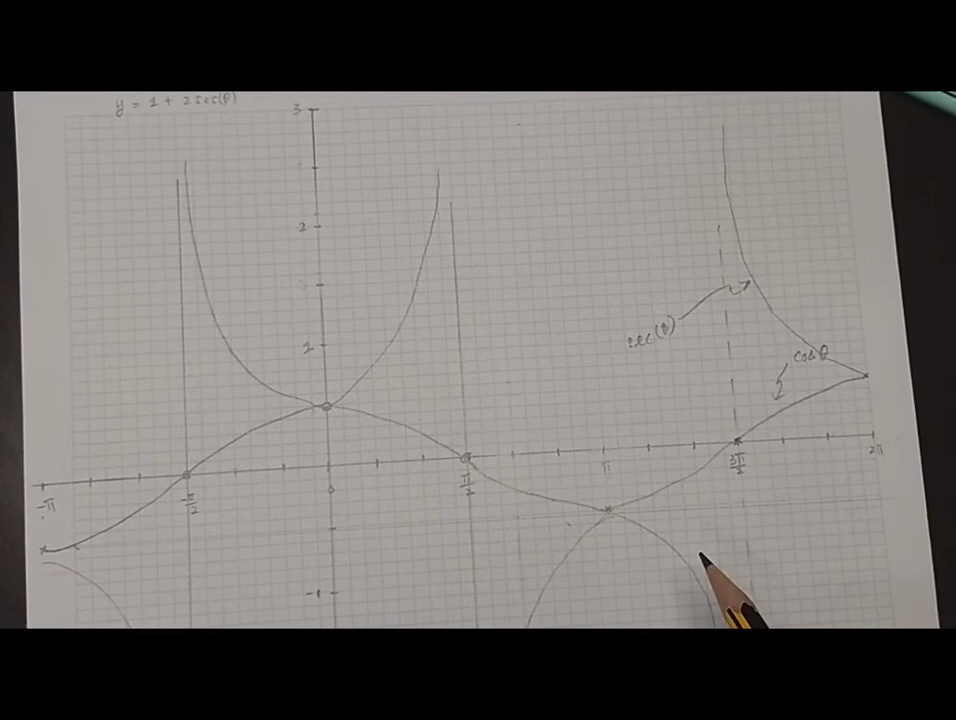 y = 1 + 2 sec(θ)
3
2
sec(θ)
1
cos θ
-π
-π/2
0
π/2
π
3π/2
2π
-1